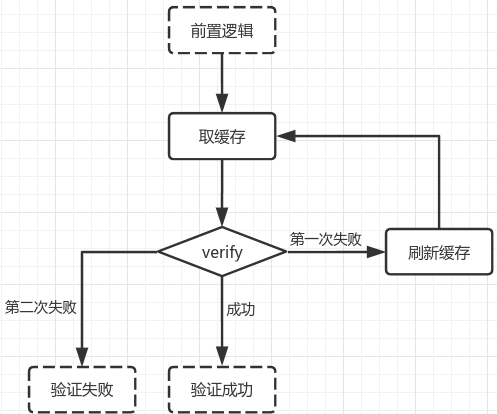 前置逻辑
取缓存
第一次失败
verify
刷新缓存
第二次失败
成功
验证失败
验证成功